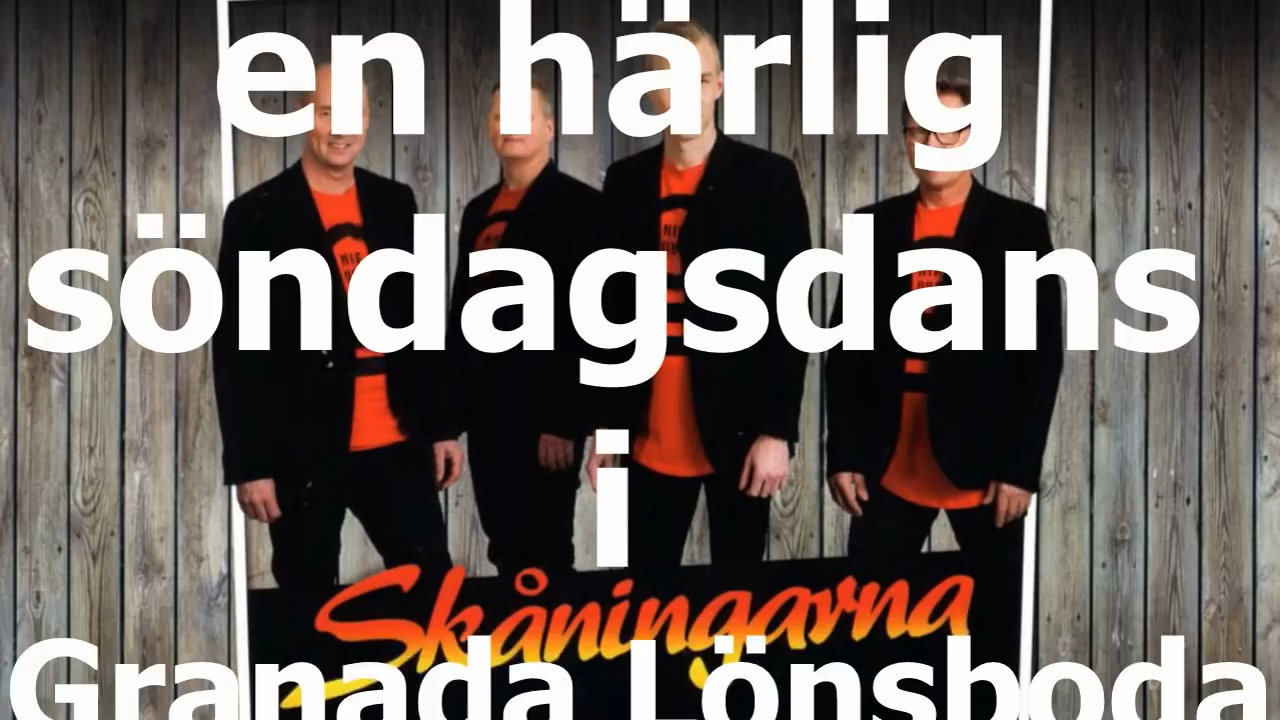 en härlig
söndagsdans
i
Skåningarna
Granada Lönsboda